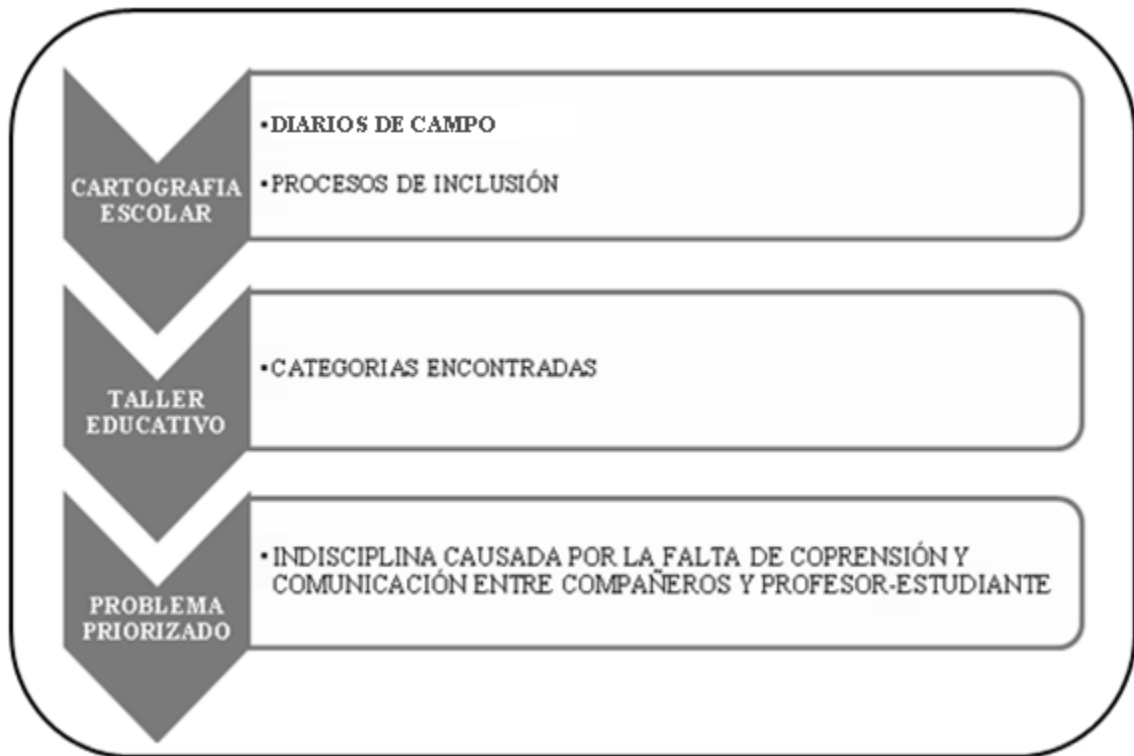 CARTOGRAFIA
ESCOLAR
•DIARIOS DE CAMPO
•PROCESOS DE INCLUSIÓN
TALLER
EDUCATIVO
•CATEGORIAS ENCONTRADAS
PROBLEMA
PRIORIZADO
•INDISCIPLINA CAUSADA POR LA FALTA DE COPRENSIÓN Y
COMUNICACIÓN ENTRE COMPAÑEROS Y PROFESOR-ESTUDIANTE